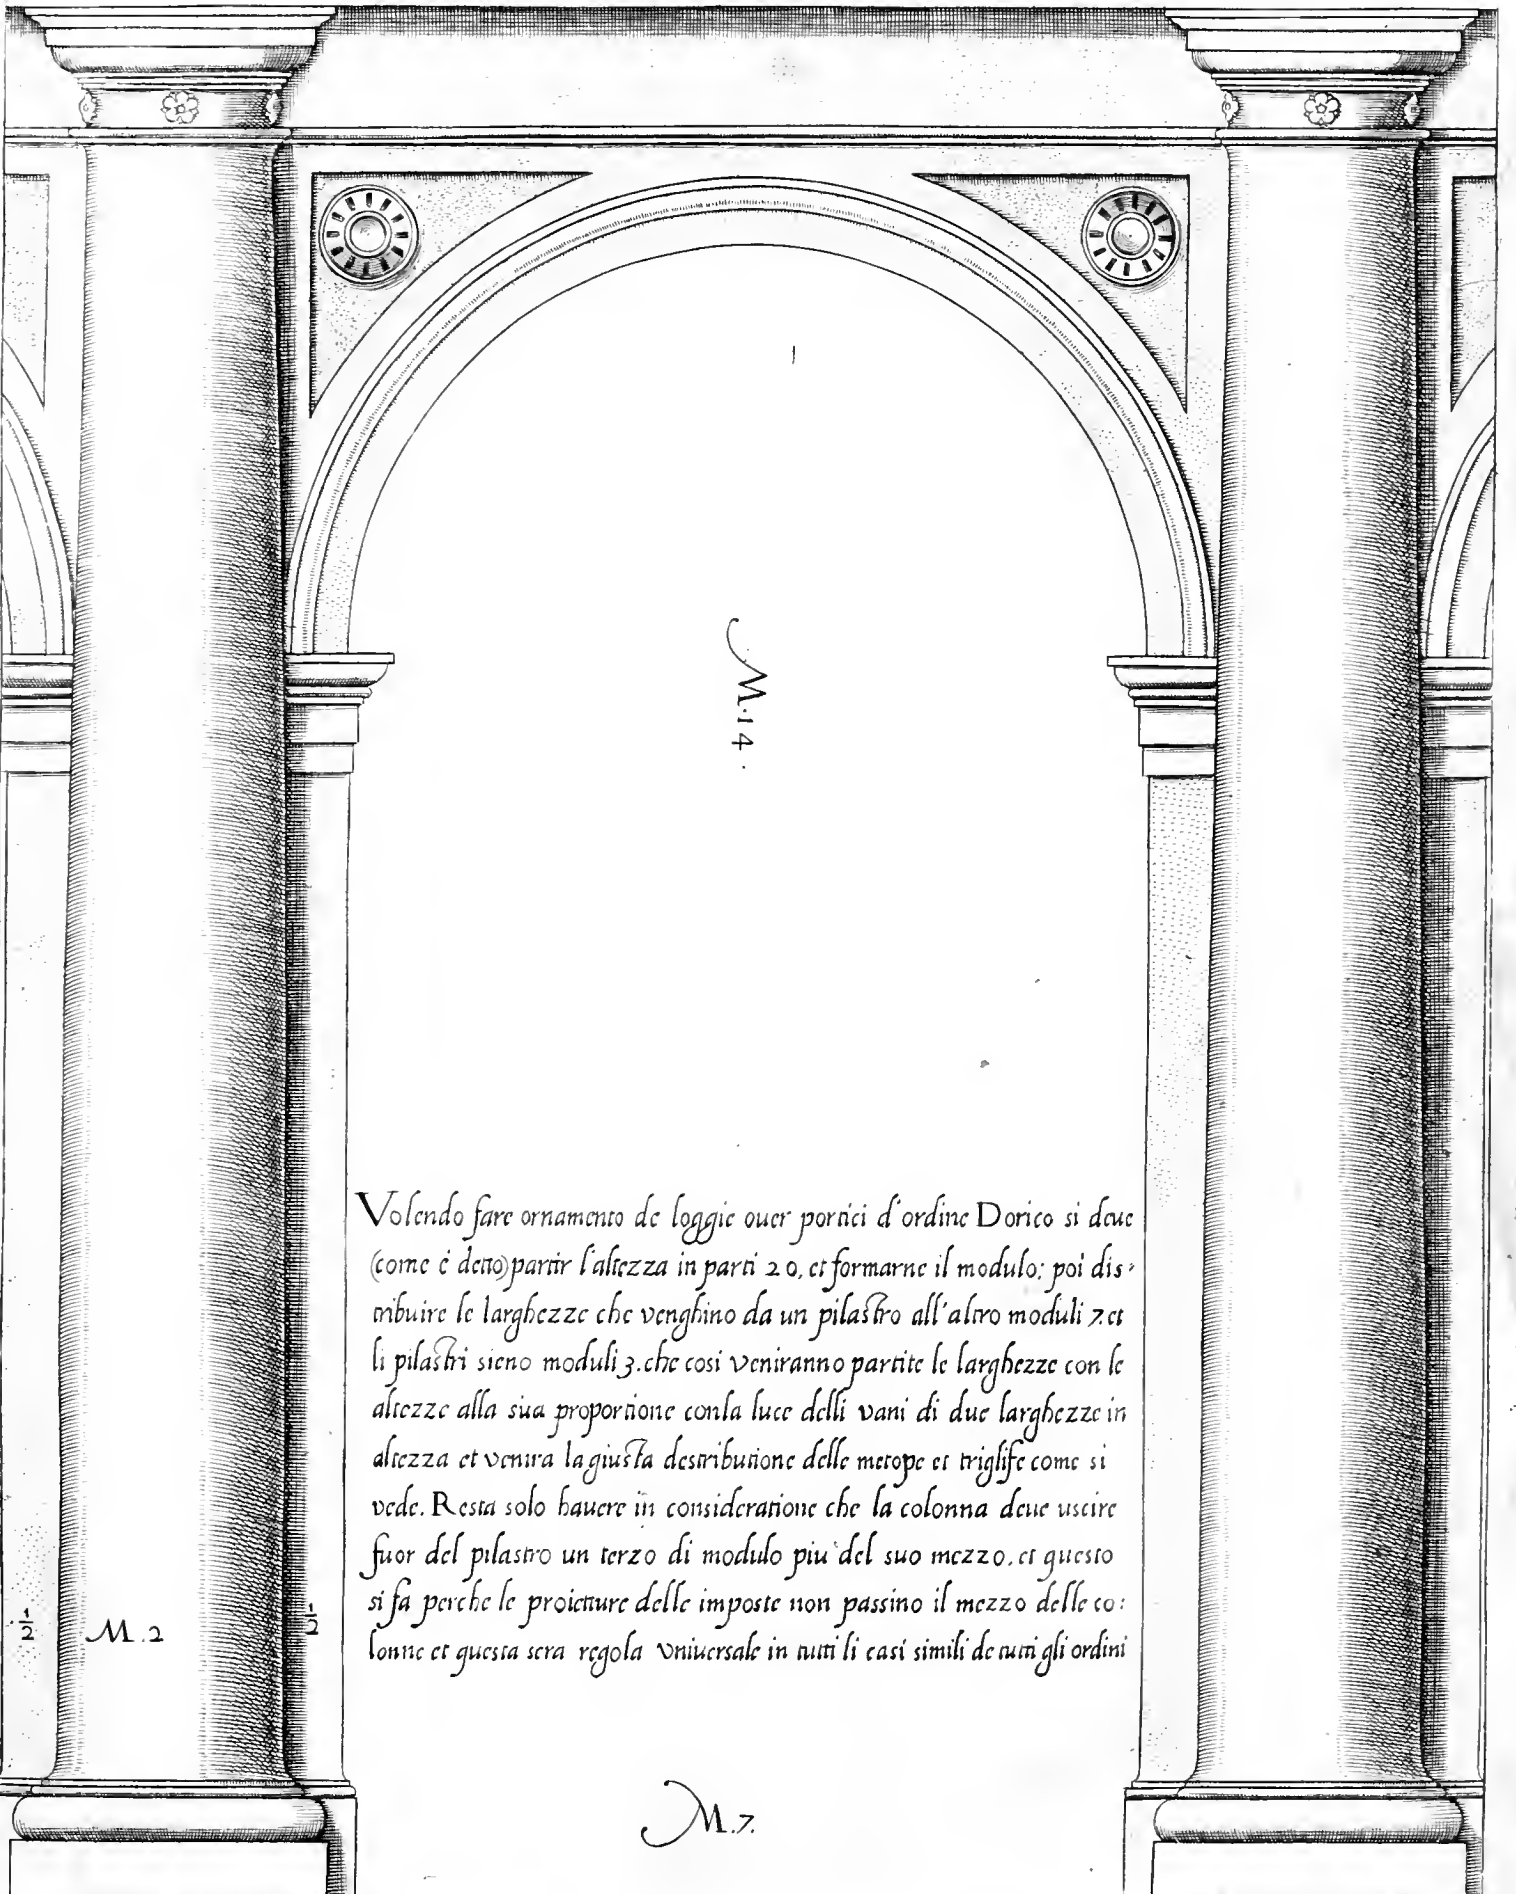 M. 14.
Volendo fare ornamento de loggie ouer portici d'ordine Dorico si deue
(come é detto) partir l'altezza in parti 20, et formarne il modulo: poi dis-
tribuire le larghezze che venghino da un pilastro all'altro moduli 7. et
li pilastri sieno moduli 3. che cosi veniranno partite le larghezze con le
altezze alla sua proportione conla luce delli vani di due larghezze in
altezza et venira la giusta destributione delle metope et triglife come si
vede. Resta solo hauere in consideratione che la colonna deue uscire
fuor del pilastro un terzo di modulo piu del suo mezzo. et questo
si fa perche le proietture delle imposte non passino il mezzo delle co:
lonne et questa sera regola vniuersale in tutti li casi simili de tutti gli ordini
1/2 M. 2 1/2
M. 7.